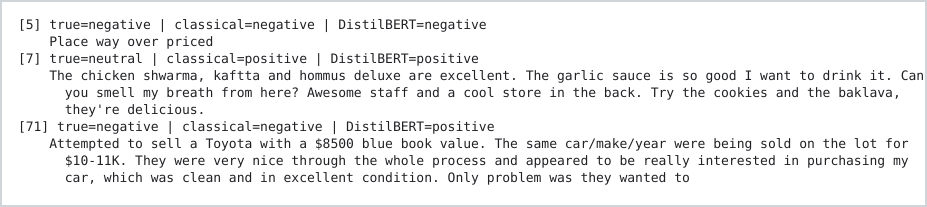 [5] true=negative | classical=negative | DistilBERT=negative
Place way over priced
[7] true=neutral | classical=positive | DistilBERT=positive
The chicken shwarma, kaftta and hommus deluxe are excellent. The garlic sauce is so good I want to drink it. Can
you smell my breath from here? Awesome staff and a cool store in the back. Try the cookies and the baklava,
they're delicious.
[71] true=negative | classical=negative | DistilBERT=positive
Attempted to sell a Toyota with a $8500 blue book value. The same car/make/year were being sold on the lot for
$10-11K. They were very nice through the whole process and appeared to be really interested in purchasing my
car, which was clean and in excellent condition. Only problem was they wanted to